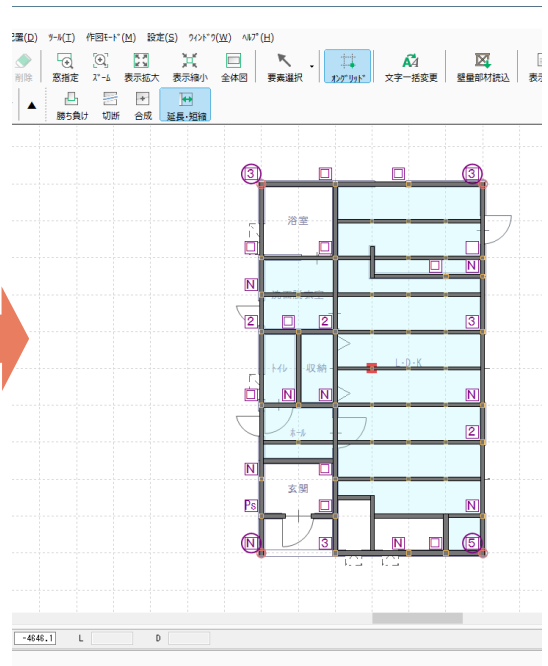 配置(D) ﾂｰﾙ(T) 作図ﾓｰﾄﾞ(M) 設定(S) ｳｨﾝﾄﾞｳ(W) ﾍﾙﾌﾟ(H)
削除 窓指定 ｽﾞｰﾑ 表示拡大 表示縮小 全体図 要素選択 ｵﾝｸﾞﾘｯﾄﾞ 文字一括変更 壁量部材読込 表示
▲ 勝ち負け 切断 合成 延長･短縮
3 3
浴室
N
N
2 2 3
トイレ 収納 L・D・K
N N N
ホール 2
N
玄関
Ps N
N 3 N 5
-4646.1 L D